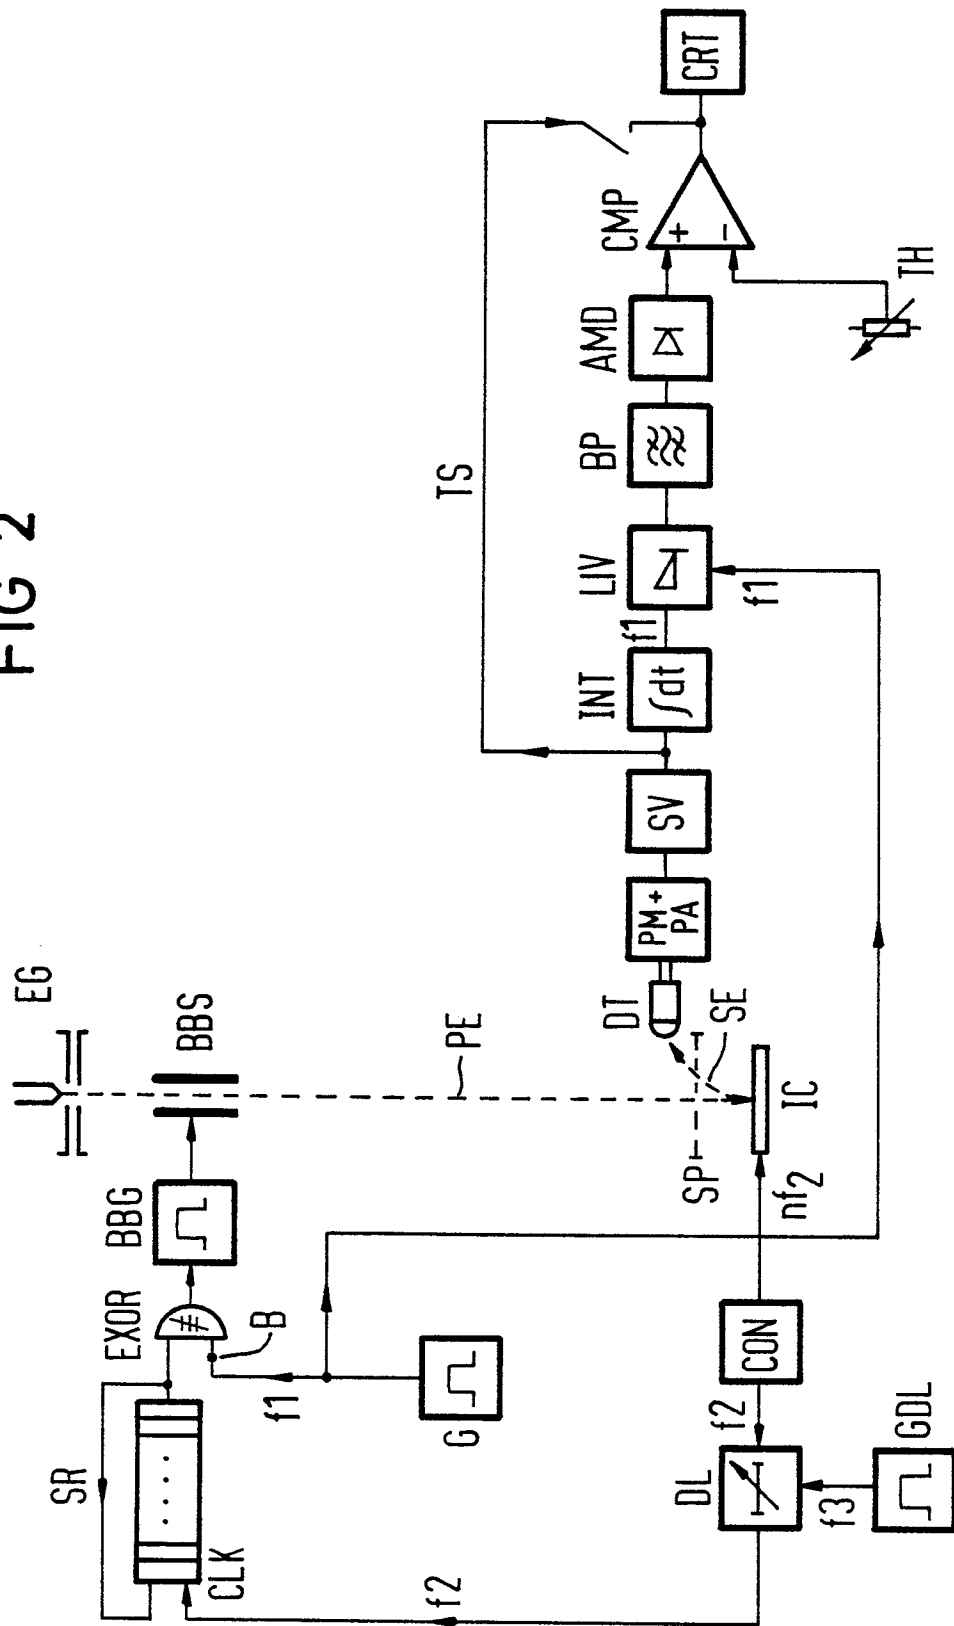 FIG 2
EG
BBS
PE
BBG
EXOR
B
SR
CLK
f1
G
f2
DL
f2
CON
f3
GDL
nf2
IC
SP
SE
DT
PM+
PA
SV
INT
∫dt
f1
LIV
f1
BP
AMD
TS
CMP
+
−
TH
CRT